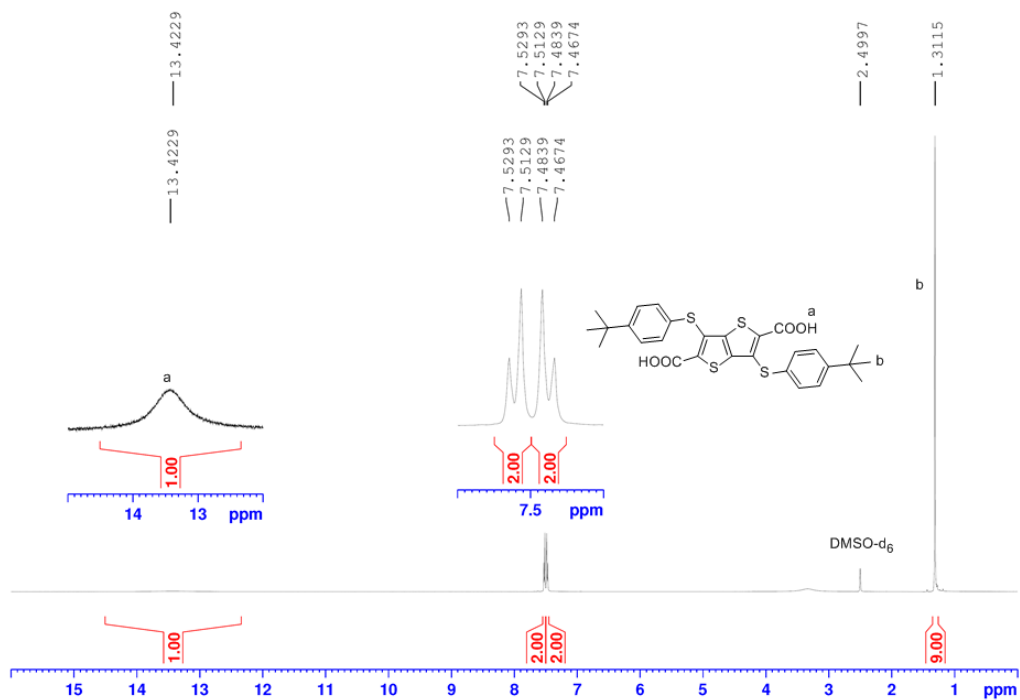 13.4229
7.5293
7.5129
7.4839
7.4674
2.4997
1.3115
13.4229
7.5293
7.5129
7.4839
7.4674
b
a
S
S
COOH
a
HOOC
S
S
b
DMSO-d6
1.00
14 13 ppm
2.00 2.00
7.5 ppm
1.00 2.00 2.00 9.00
15 14 13 12 11 10 9 8 7 6 5 4 3 2 1 ppm